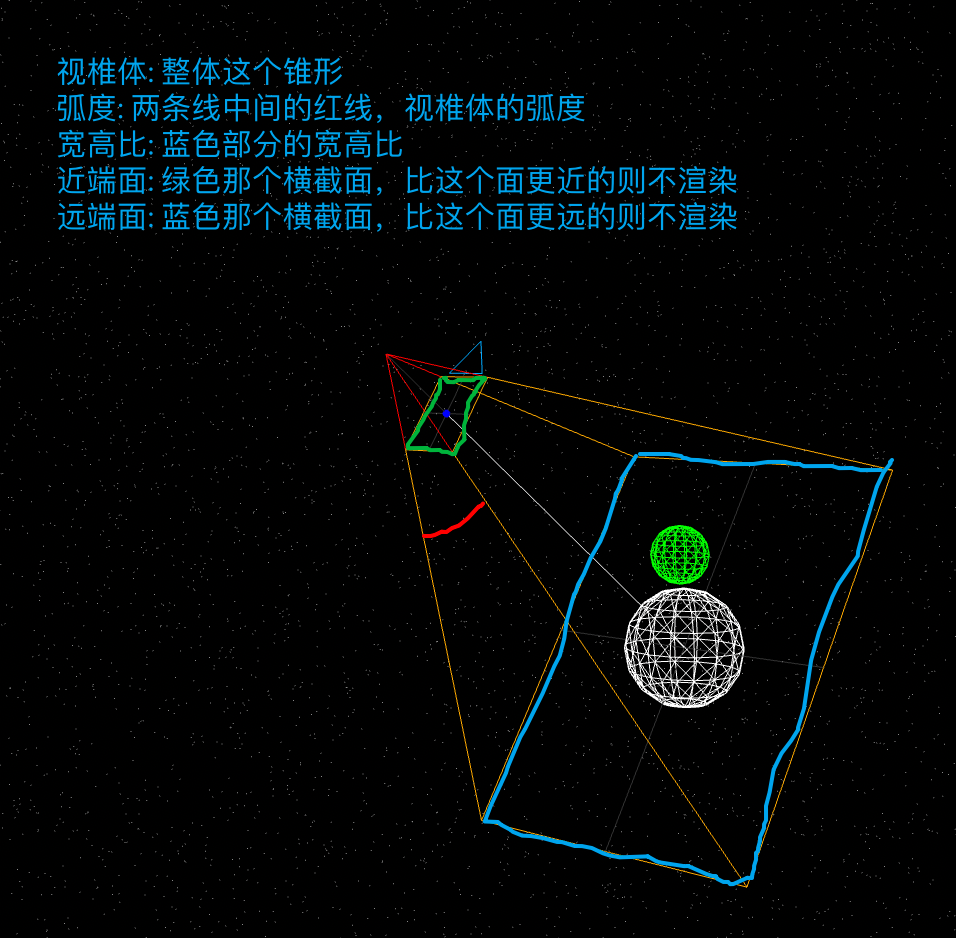 视椎体: 整体这个锥形
弧度: 两条线中间的红线，视椎体的弧度
宽高比: 蓝色部分的宽高比
近端面: 绿色那个横截面，比这个面更近的则不渲染
远端面: 蓝色那个横截面，比这个面更远的则不渲染